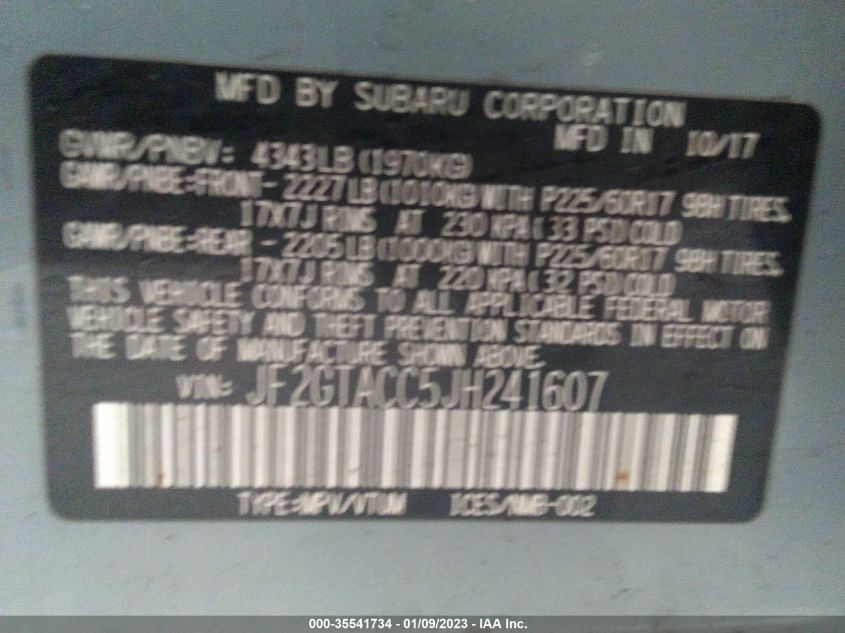 MFD BY SUBARU CORPORATION
MFD IN 10/17
GVWR/PNBV: 4343LB(1970KG)
GAWR/PNBE:FRONT- 2227LB(1010KG)WITH P225/60R17 98H TIRES,
17X7J RIMS AT 230 KPA( 33 PSI)COLD
GAWR/PNBE:REAR - 2205LB(1000KG)WITH P225/60R17 98H TIRES,
17X7J RIMS AT 220 KPA( 32 PSI)COLD
THIS VEHICLE CONFORMS TO ALL APPLICABLE FEDERAL MOTOR
VEHICLE SAFETY AND THEFT PREVENTION STANDARDS IN EFFECT ON
THE DATE OF MANUFACTURE SHOWN ABOVE.
VIN: JF2GTACC5JH241607
TYPE:MPV/VTUM ICES/NMB-002
000-35541734 - 01/09/2023 - IAA Inc.